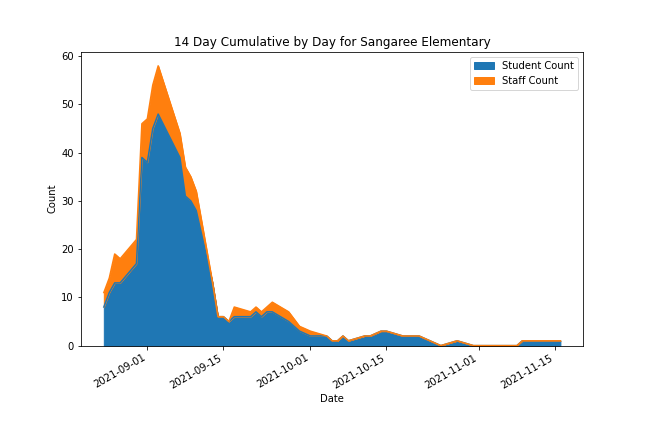 14 Day Cumulative by Day for Sangaree Elementary
Student Count
Staff Count
60
50
40
30
20
10
0
Count
2021-09-01
2021-09-15
2021-10-01
2021-10-15
2021-11-01
2021-11-15
Date